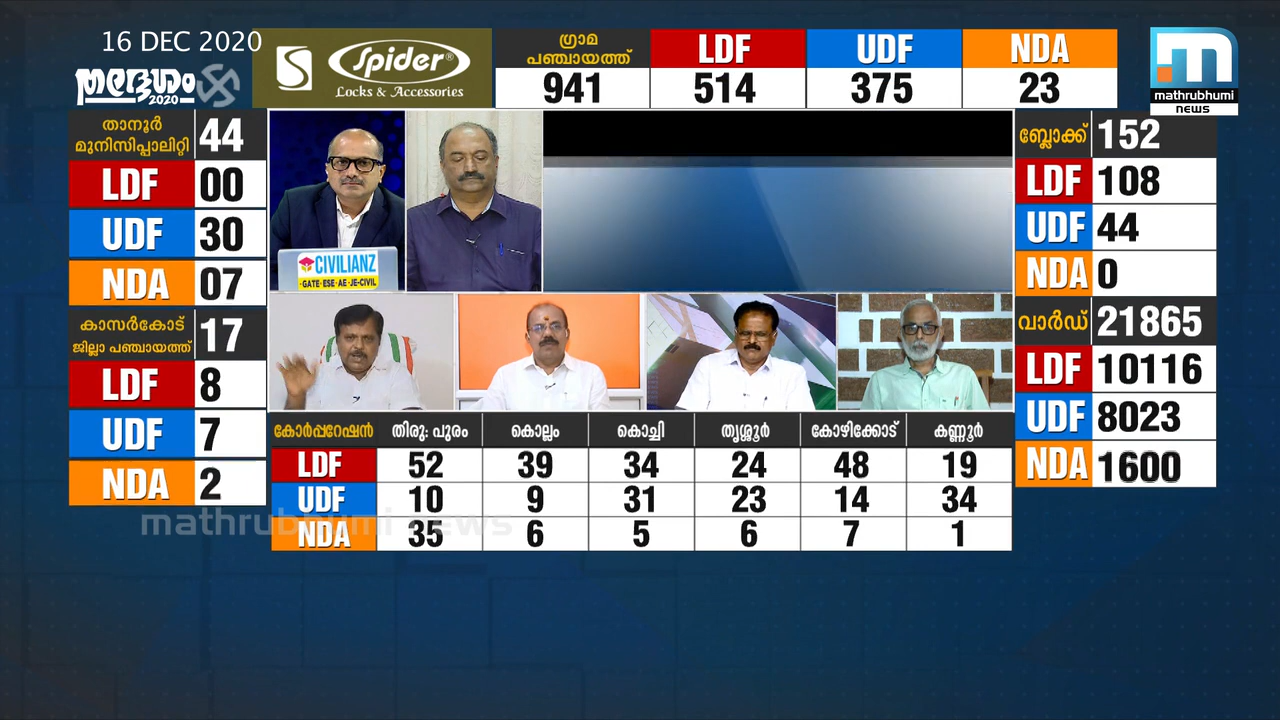 16 DEC 2020
തദ്ദേശം
2020
S Spider®
Locks & Accessories
ഗ്രാമ പഞ്ചായത്ത് LDF UDF NDA
941 514 375 23
mathrubhumi
news
താനൂർ
മുനിസിപ്പാലിറ്റി 44
LDF 00
UDF 30
NDA 07
കാസർകോട്
ജില്ലാ പഞ്ചായത്ത് 17
LDF 8
UDF 7
NDA 2
CIVILIANZ
GATE·ESE·AE·JE·CIVIL
ബ്ലോക്ക് 152
LDF 108
UDF 44
NDA 0
വാർഡ് 21865
LDF 10116
UDF 8023
NDA 1600
കോർപ്പറേഷൻ തിരു: പുരം കൊല്ലം കൊച്ചി തൃശ്ശൂർ കോഴിക്കോട് കണ്ണൂർ
LDF 52 39 34 24 48 19
UDF 10 9 31 23 14 34
NDA 35 6 5 6 7 1
mathrubhumi news